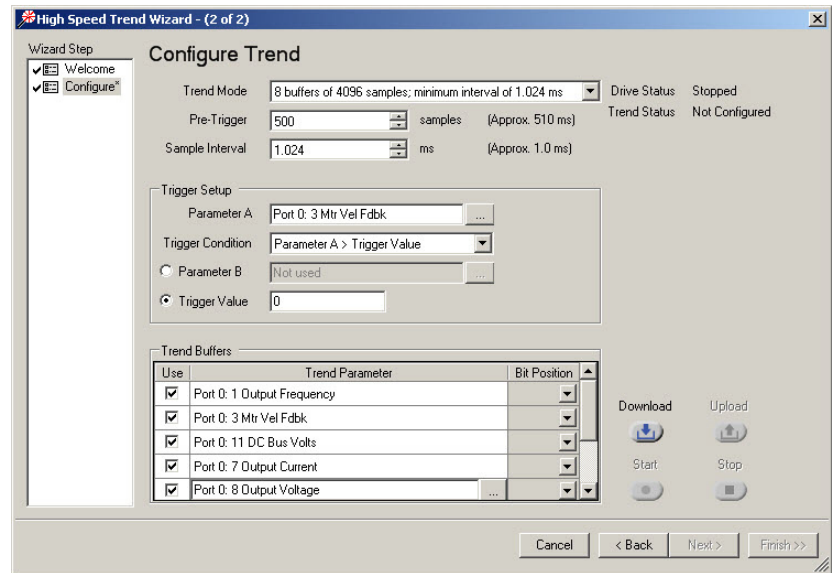 High Speed Trend Wizard - (2 of 2)
Wizard Step
Welcome
Configure*
Configure Trend
Trend Mode 8 buffers of 4096 samples; minimum interval of 1.024 ms Drive Status Stopped
Pre-Trigger 500 samples (Approx. 510 ms) Trend Status Not Configured
Sample Interval 1.024 ms (Approx. 1.0 ms)
Trigger Setup
Parameter A Port 0: 3 Mtr Vel Fdbk ...
Trigger Condition Parameter A > Trigger Value
Parameter B Not used ...
Trigger Value 0
Trend Buffers
Use Trend Parameter Bit Position
Port 0: 1 Output Frequency
Port 0: 3 Mtr Vel Fdbk
Port 0: 11 DC Bus Volts
Port 0: 7 Output Current
Port 0: 8 Output Voltage ...
Download Upload
Start Stop
Cancel < Back Next > Finish >>